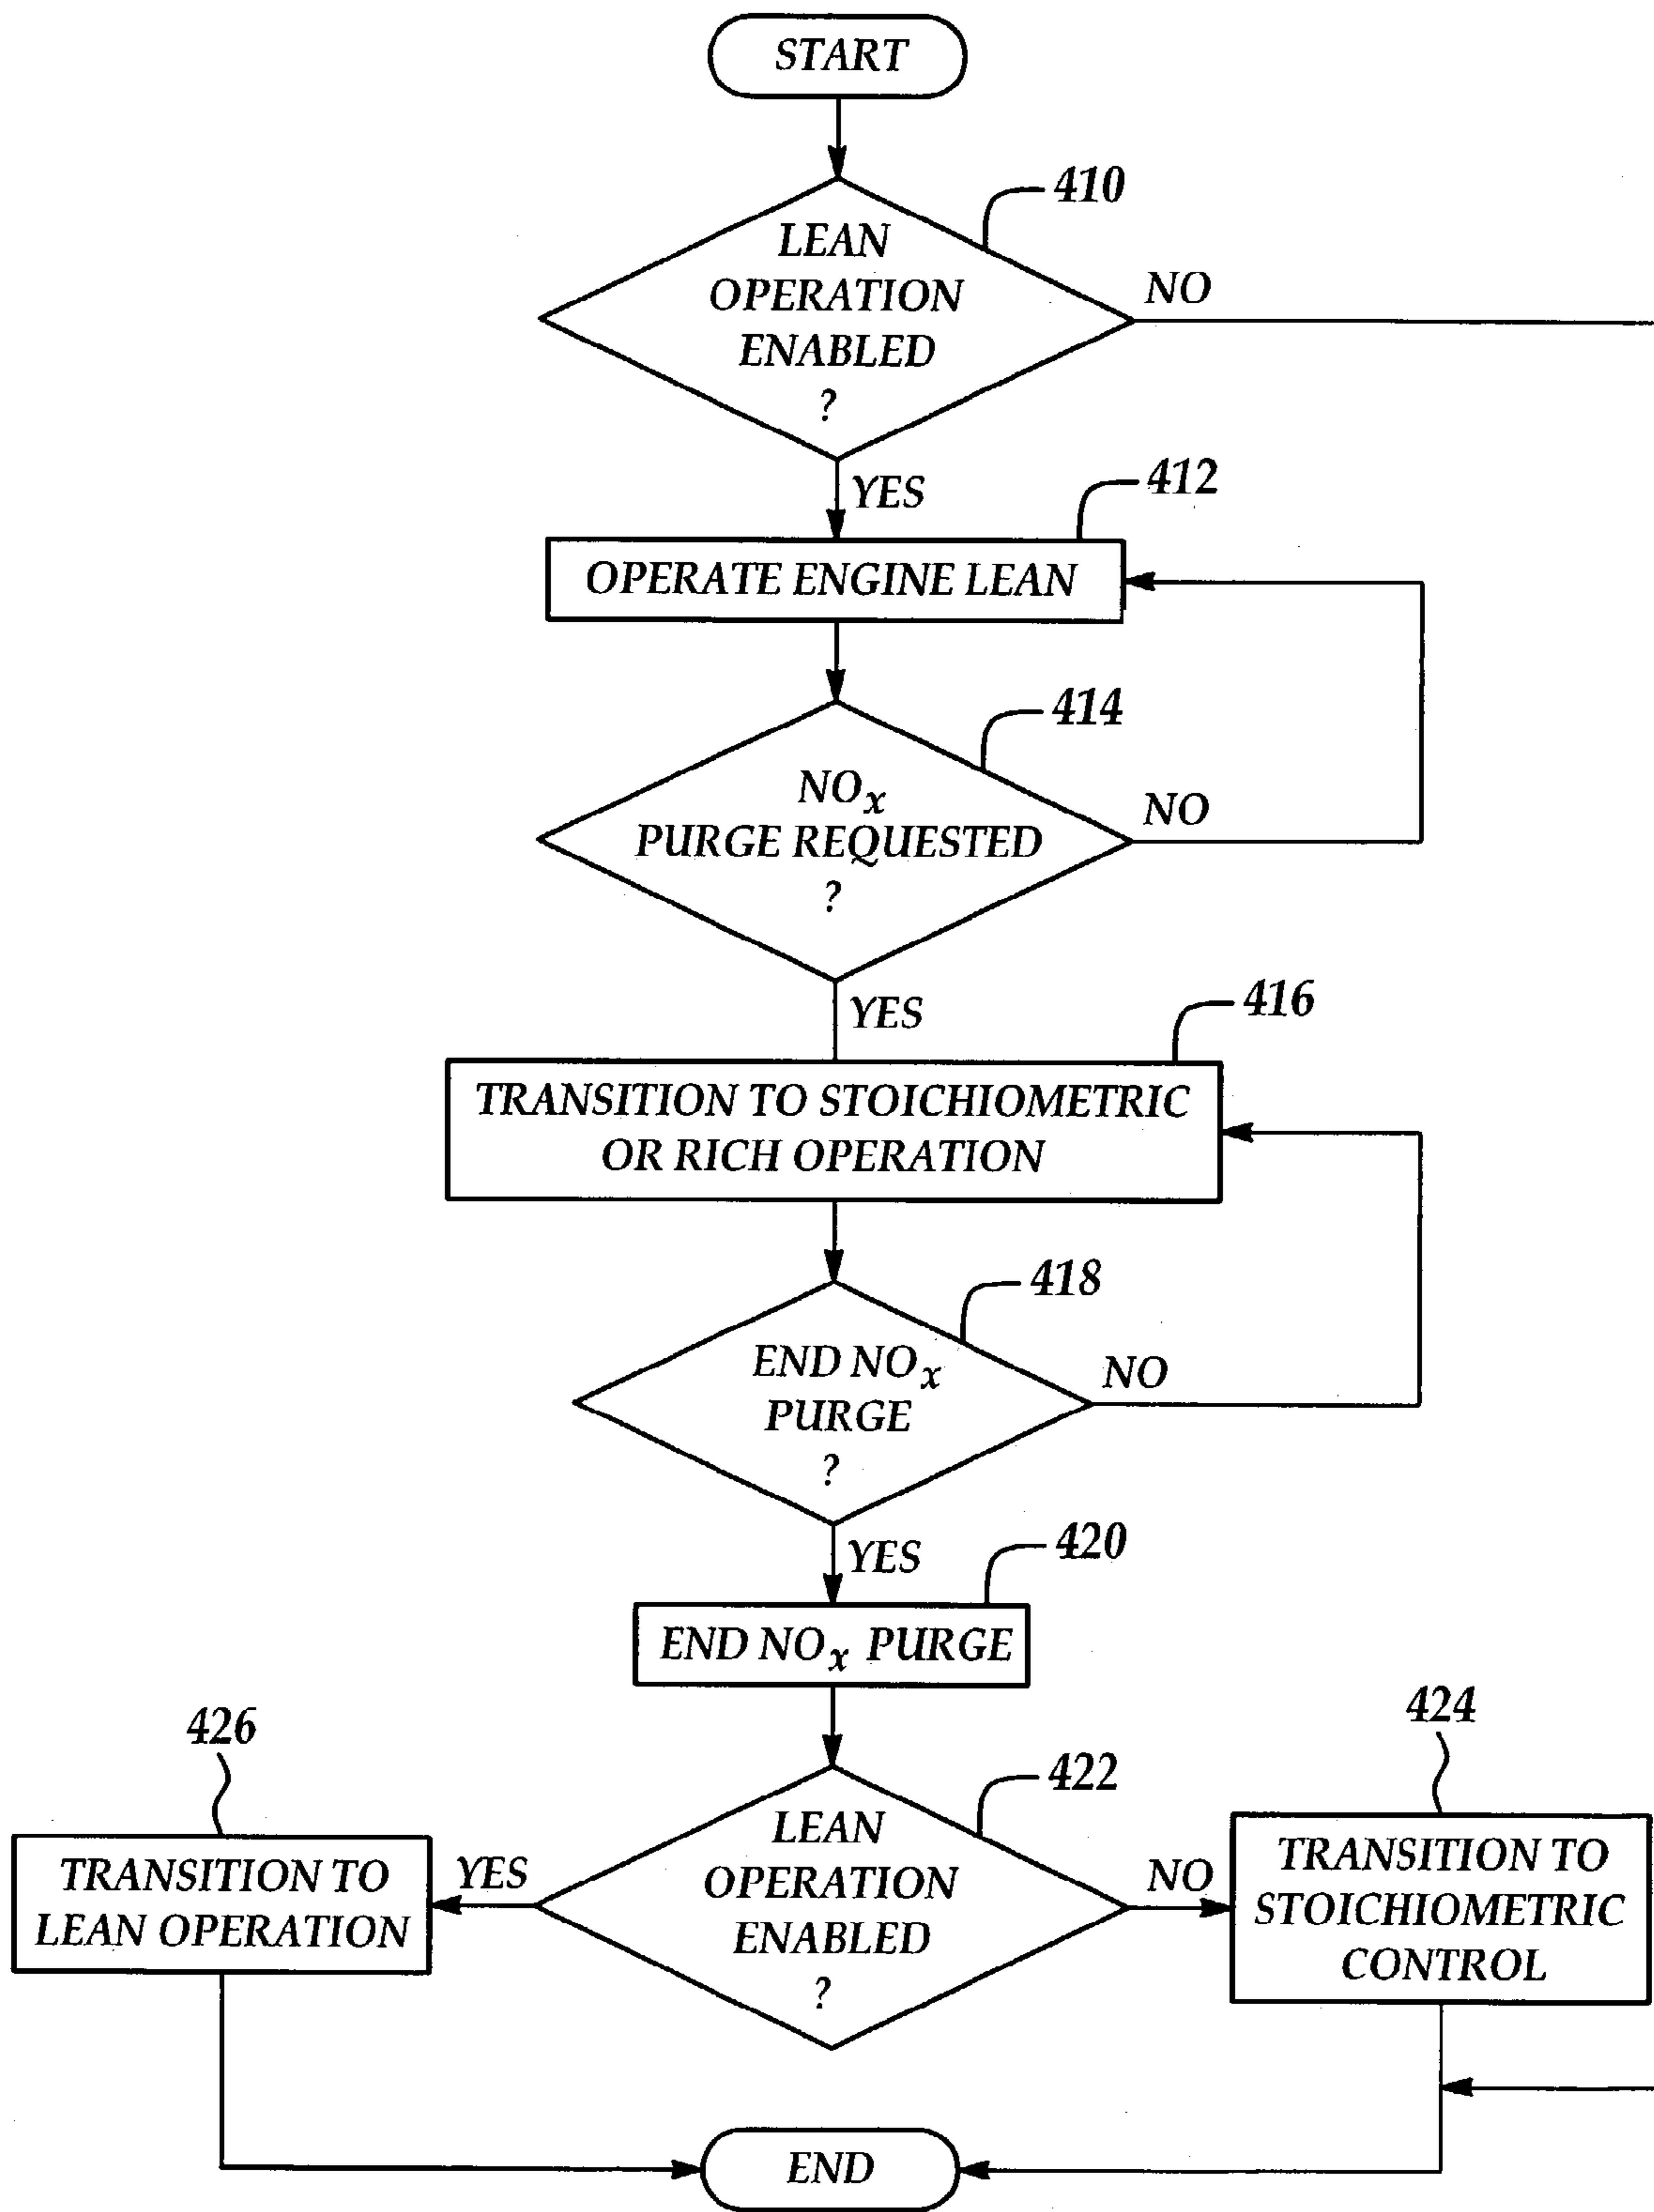 START
410
LEAN
OPERATION
ENABLED
?
NO
YES
412
OPERATE ENGINE LEAN
414
NOx
PURGE REQUESTED
?
NO
YES
416
TRANSITION TO STOICHIOMETRIC
OR RICH OPERATION
418
END NOx
PURGE
?
NO
YES
420
END NOx PURGE
426
422
424
LEAN
OPERATION
ENABLED
?
YES
NO
TRANSITION TO
LEAN OPERATION
TRANSITION TO
STOICHIOMETRIC
CONTROL
END